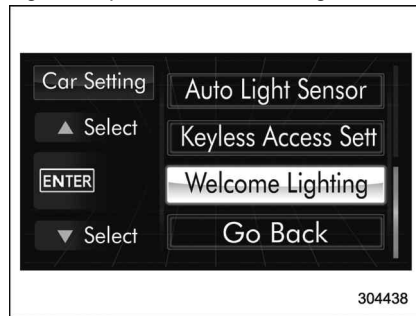 Car Setting
Auto Light Sensor
▲ Select
Keyless Access Sett
ENTER
Welcome Lighting
▼ Select
Go Back
304438